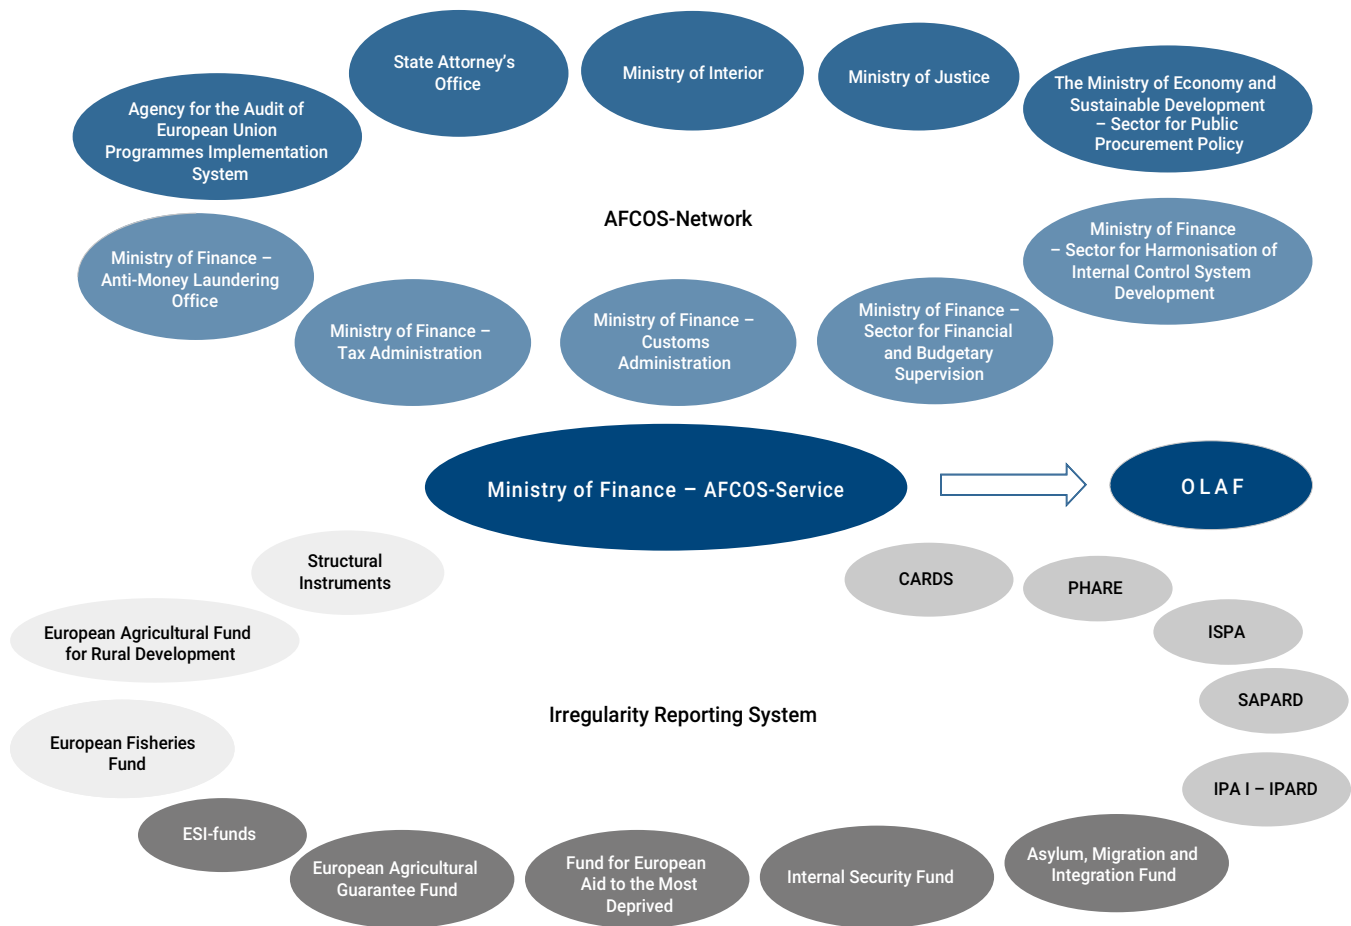 State Attorney's
Office
Ministry of Interior
Ministry of Justice
The Ministry of Economy and
Sustainable Development
– Sector for Public
Procurement Policy
Agency for the Audit of
European Union
Programmes Implementation
System
AFCOS-Network
Ministry of Finance –
Anti-Money Laundering
Office
Ministry of Finance
– Sector for Harmonisation of
Internal Control System
Development
Ministry of Finance –
Tax Administration
Ministry of Finance –
Customs
Administration
Ministry of Finance –
Sector for Financial
and Budgetary
Supervision
Ministry of Finance – AFCOS-Service
OLAF
Structural
Instruments
CARDS
PHARE
ISPA
European Agricultural Fund
for Rural Development
SAPARD
Irregularity Reporting System
European Fisheries
Fund
IPA I – IPARD
ESI-funds
European Agricultural
Guarantee Fund
Fund for European
Aid to the Most
Deprived
Internal Security Fund
Asylum, Migration and
Integration Fund